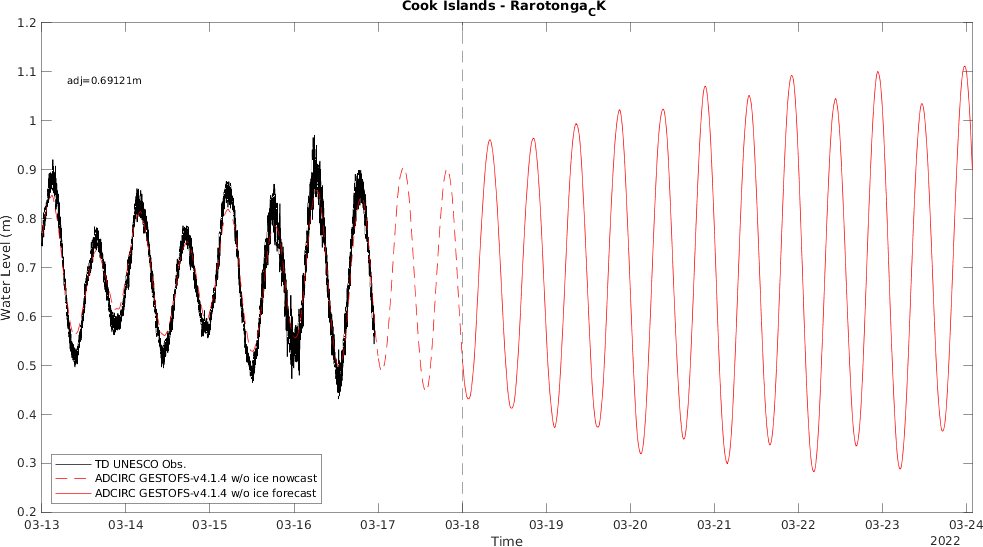 Cook Islands - Rarotonga_CK
1.2
1.1
1
0.9
0.8
0.7
0.6
0.5
0.4
0.3
0.2
Water Level (m)
adj=0.69121m
TD UNESCO Obs.
ADCIRC GESTOFS-v4.1.4 w/o ice nowcast
ADCIRC GESTOFS-v4.1.4 w/o ice forecast
03-13 03-14 03-15 03-16 03-17 03-18 03-19 03-20 03-21 03-22 03-23 03-24
Time
2022